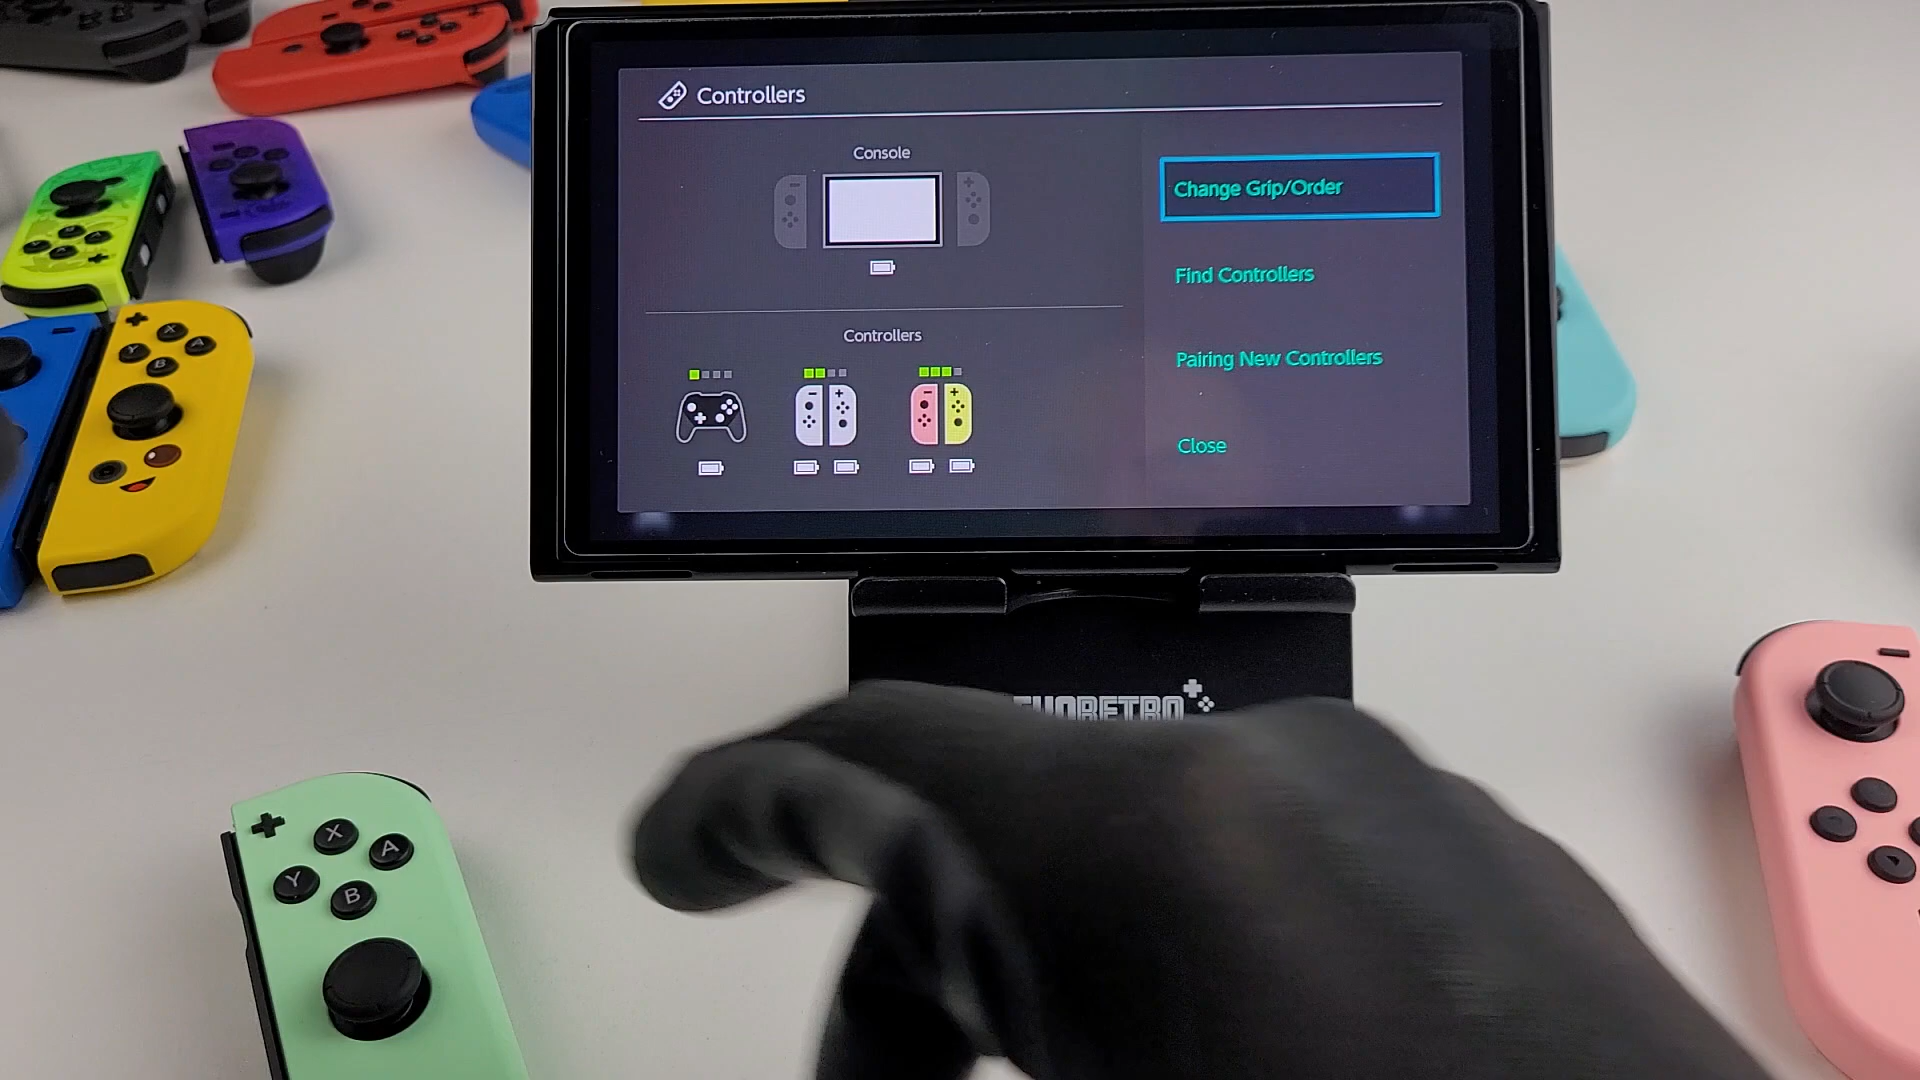 Controllers
Console
Change Grip/Order
Find Controllers
Controllers
Pairing New Controllers
Close
X
Y
A
B
X
A
Y
B